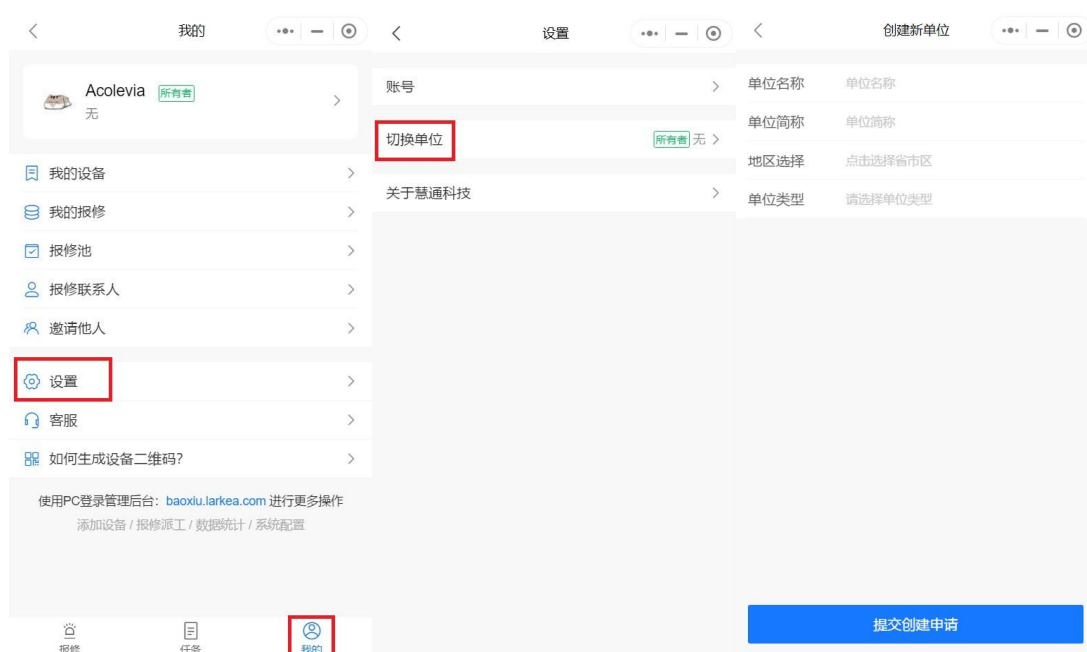 我的
Acolevia 所有者
无
我的设备
我的报修
报修池
报修联系人
邀请他人
设置
客服
如何生成设备二维码?
使用PC登录管理后台：baoxiu.larkea.com 进行更多操作
添加设备 / 报修派工 / 数据统计 / 系统配置
报修
任务
我的
设置
账号
切换单位
所有者 无
关于慧通科技
创建新单位
单位名称 单位名称
单位简称 单位简称
地区选择 点击选择省市区
单位类型 请选择单位类型
提交创建申请